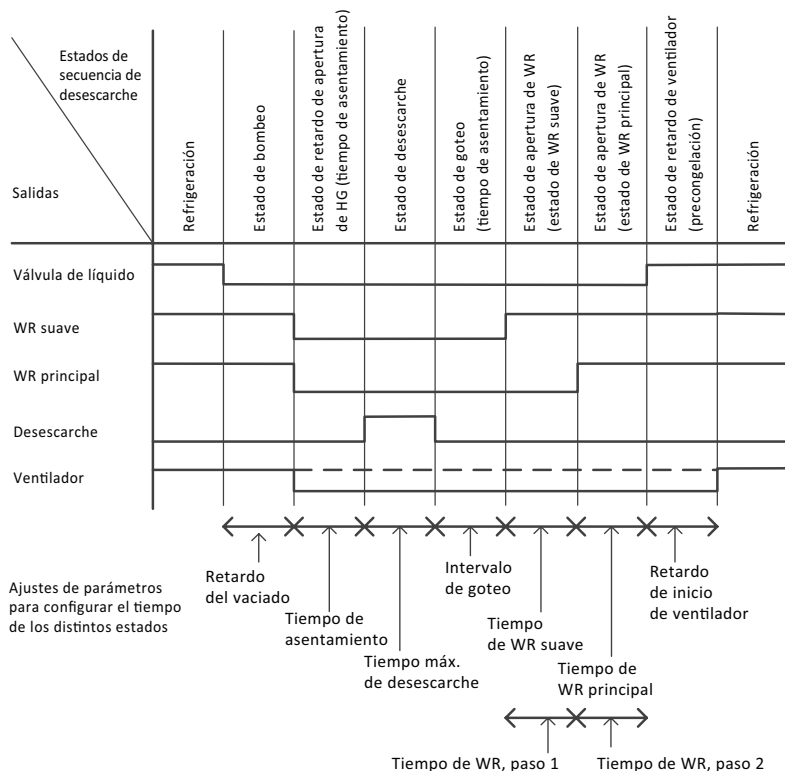 Estados de
secuencia de
desescarche
Salidas
Refrigeración
Estado de bombeo
Estado de retardo de apertura
de HG (tiempo de asentamiento)
Estado de desescarche
Estado de goteo
(tiempo de asentamiento)
Estado de apertura de WR
(estado de WR suave)
Estado de apertura de WR
(estado de WR principal)
Estado de retardo de ventilador
(precongelación)
Refrigeración
Válvula de líquido
WR suave
WR principal
Desescarche
Ventilador
Ajustes de parámetros
para configurar el tiempo
de los distintos estados
Retardo
del vaciado
Tiempo de
asentamiento
Tiempo máx.
de desescarche
Intervalo
de goteo
Tiempo
de WR suave
Tiempo de
WR principal
Retardo
de inicio
de ventilador
Tiempo de WR, paso 1
Tiempo de WR, paso 2